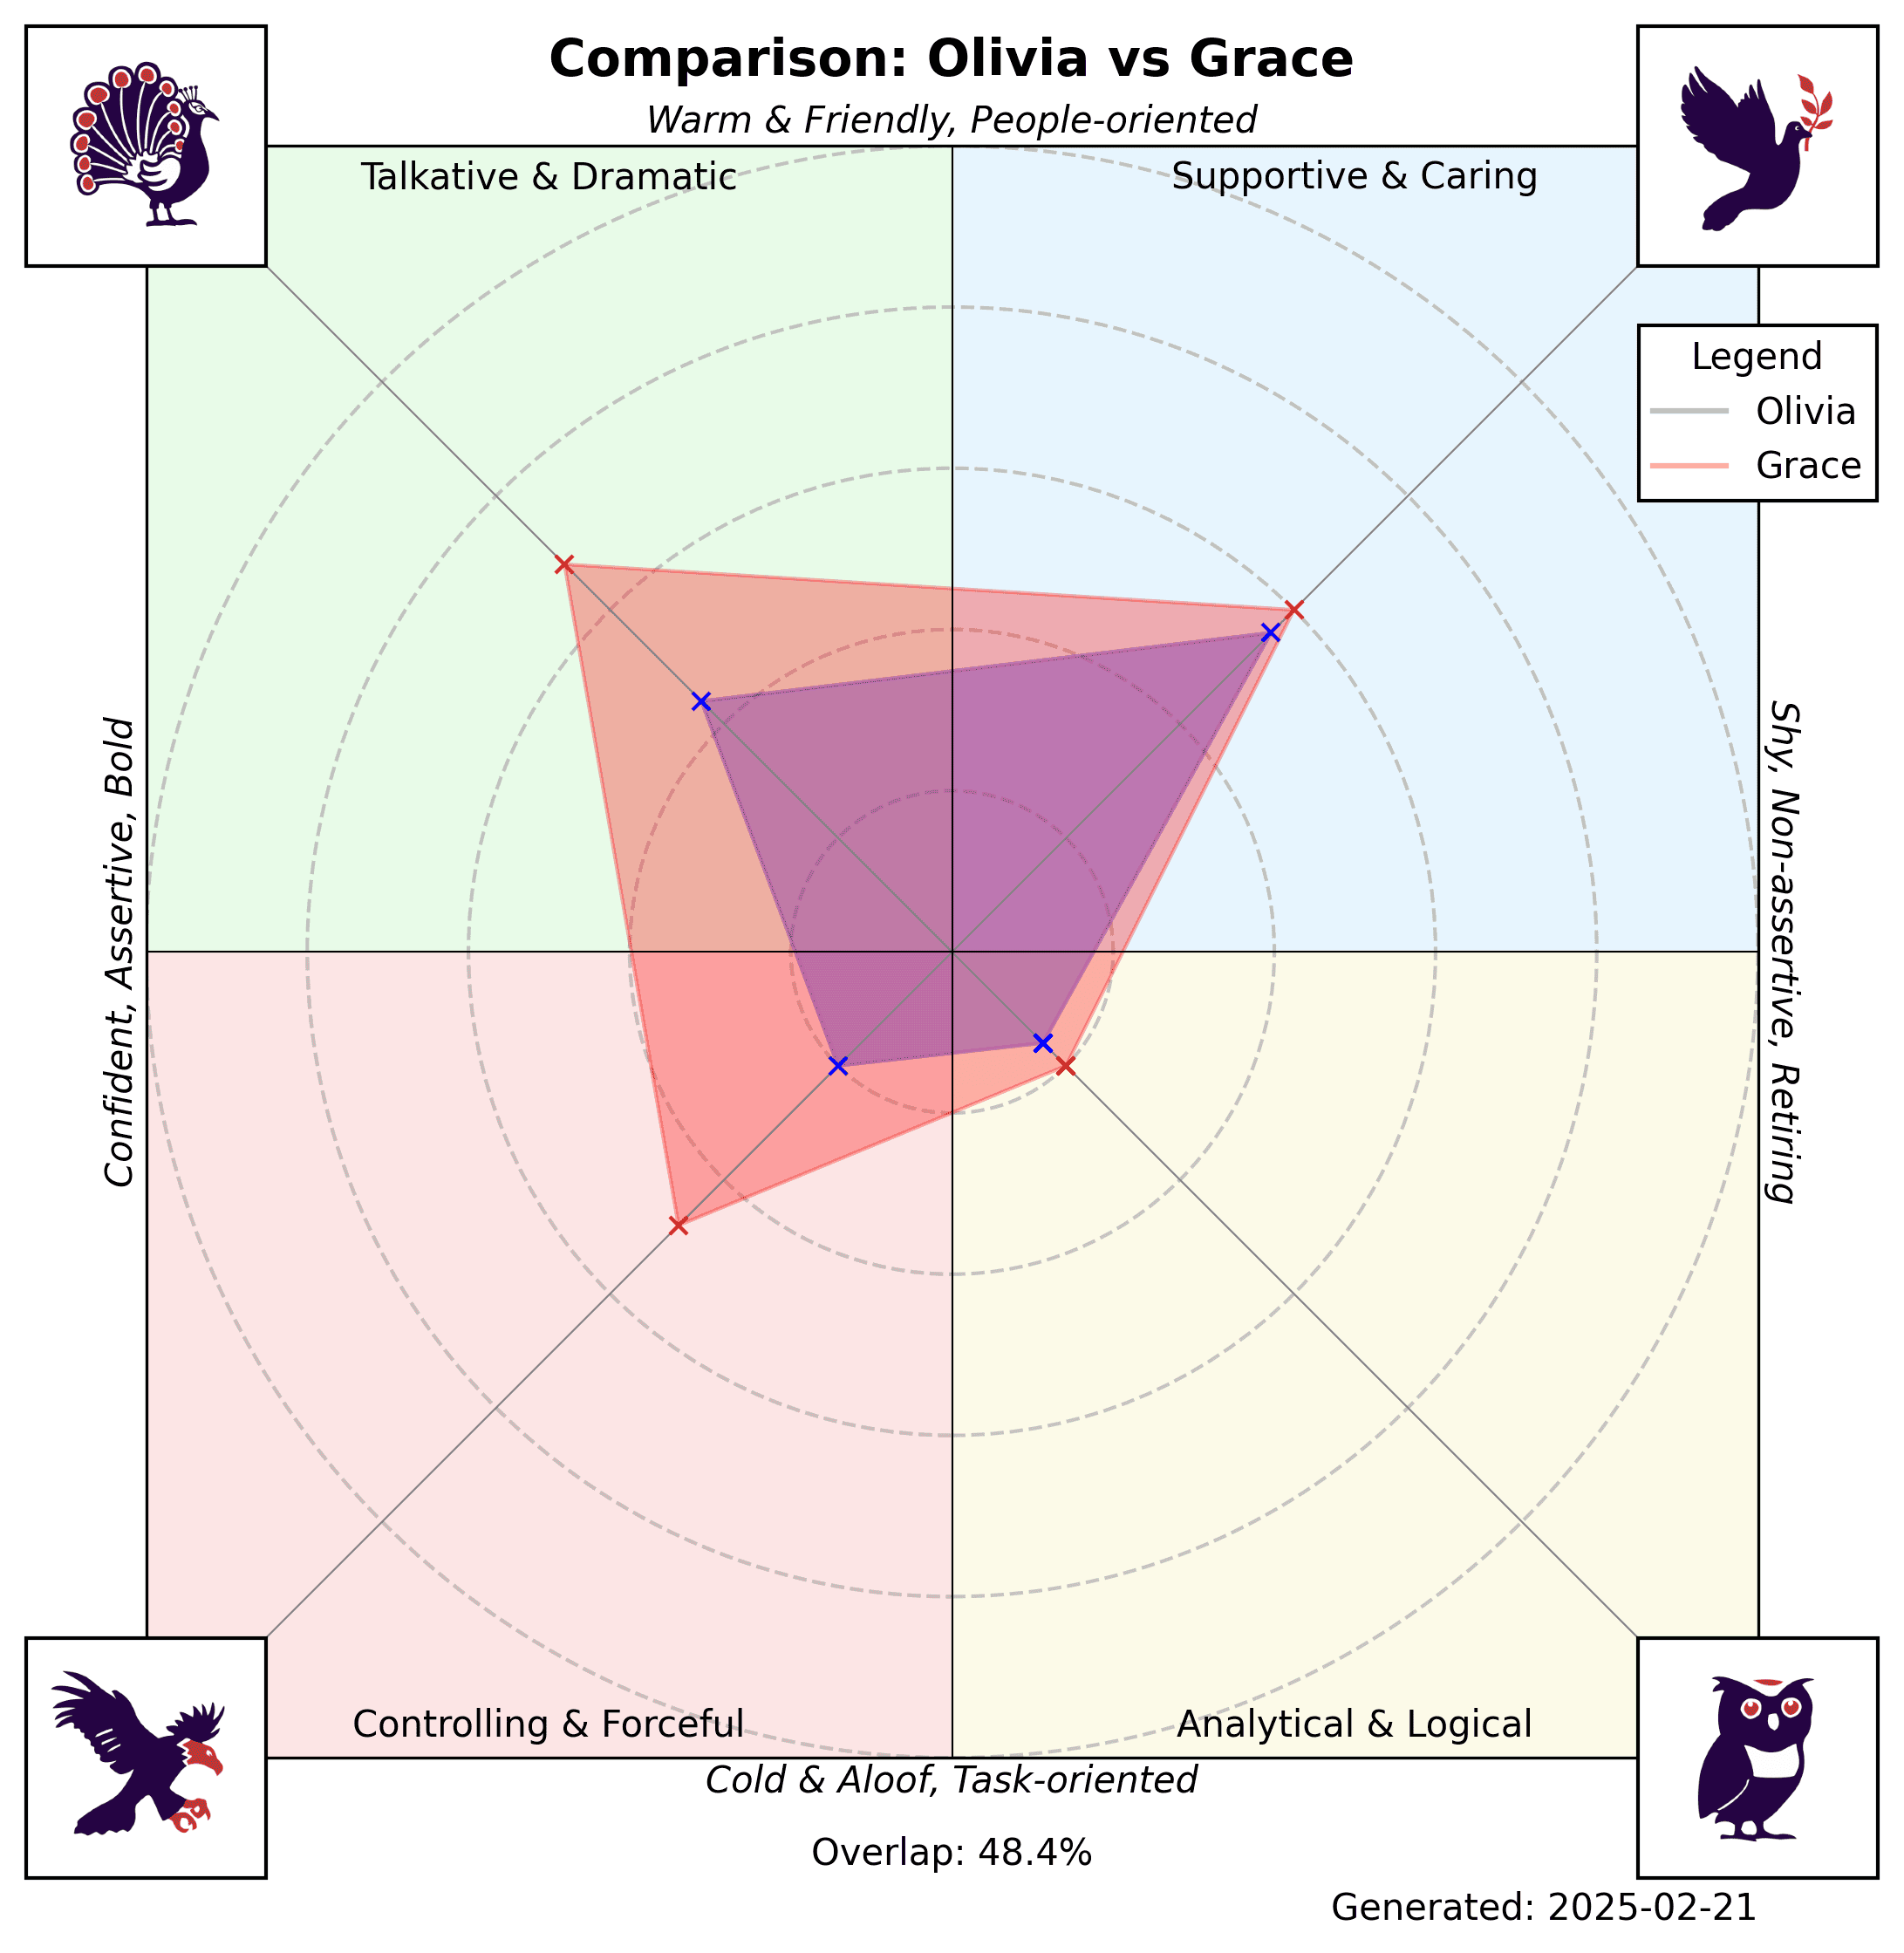 Comparison: Olivia vs Grace
Warm & Friendly, People-oriented
Talkative & Dramatic
Supportive & Caring
Legend
Olivia
Grace
Confident, Assertive, Bold
Shy, Non-assertive, Retiring
Controlling & Forceful
Analytical & Logical
Cold & Aloof, Task-oriented
Overlap: 48.4%
Generated: 2025-02-21